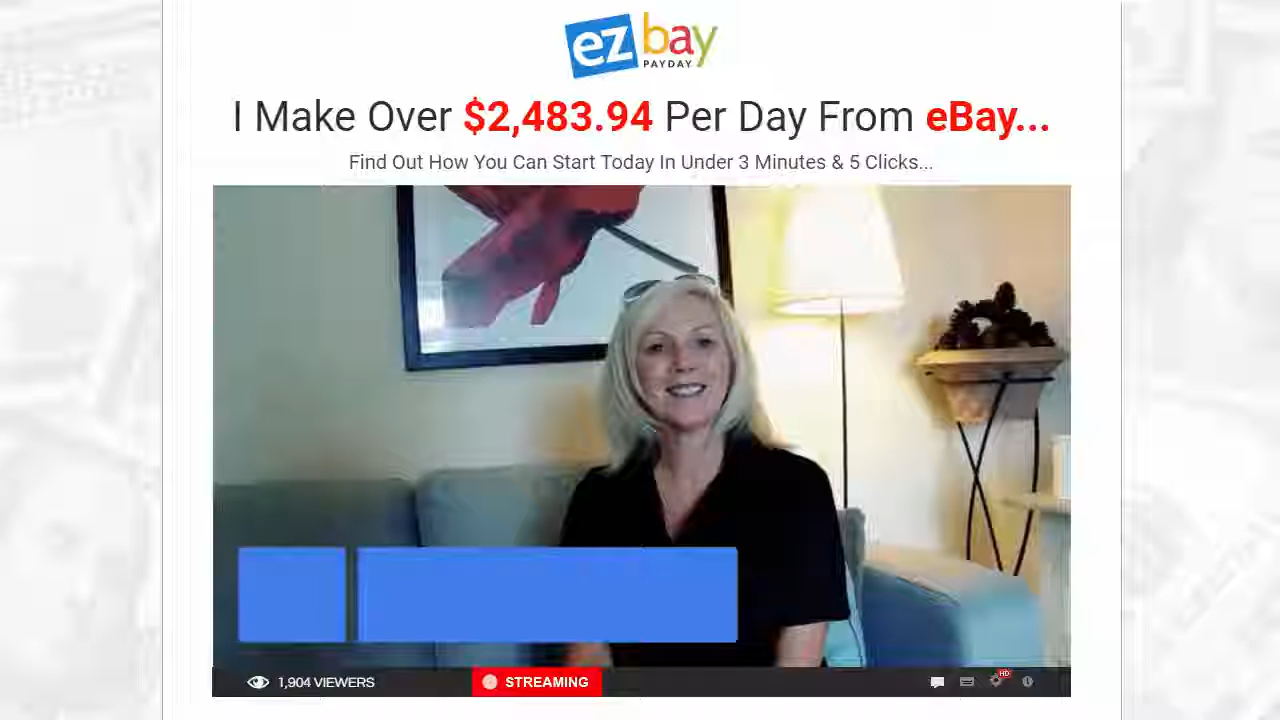 ez bay
PAYDAY
I Make Over $2,483.94 Per Day From eBay...
Find Out How You Can Start Today In Under 3 Minutes & 5 Clicks...
1,904 VIEWERS
STREAMING
HD